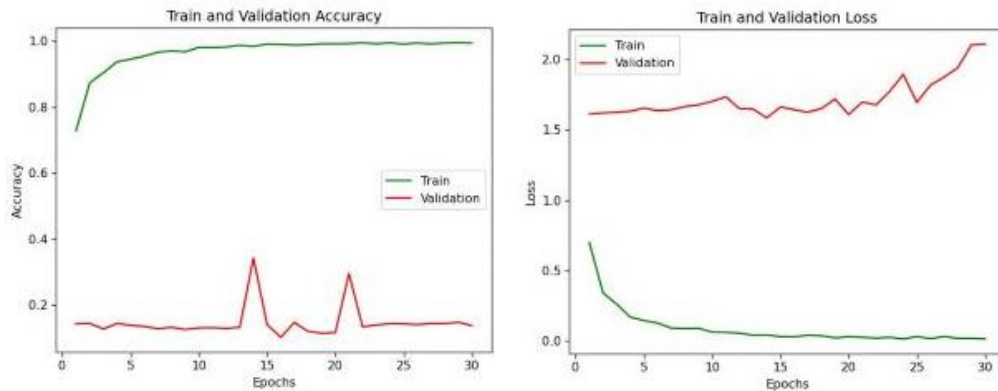 Train and Validation Accuracy
1.0
0.8
0.6
0.4
0.2
Accuracy
Train
Validation
0 5 10 15 20 25 30
Epochs
Train and Validation Loss
Train
Validation
2.0
1.5
1.0
0.5
0.0
Loss
0 5 10 15 20 25 30
Epochs